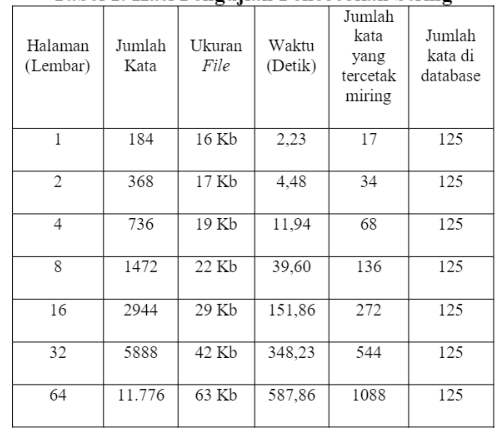 Tabel 1. Hasil Pengujian Pencocokan String
Halaman (Lembar) Jumlah Kata Ukuran File Waktu (Detik) Jumlah kata yang tercetak miring Jumlah kata di database
1 184 16 Kb 2,23 17 125
2 368 17 Kb 4,48 34 125
4 736 19 Kb 11,94 68 125
8 1472 22 Kb 39,60 136 125
16 2944 29 Kb 151,86 272 125
32 5888 42 Kb 348,23 544 125
64 11.776 63 Kb 587,86 1088 125